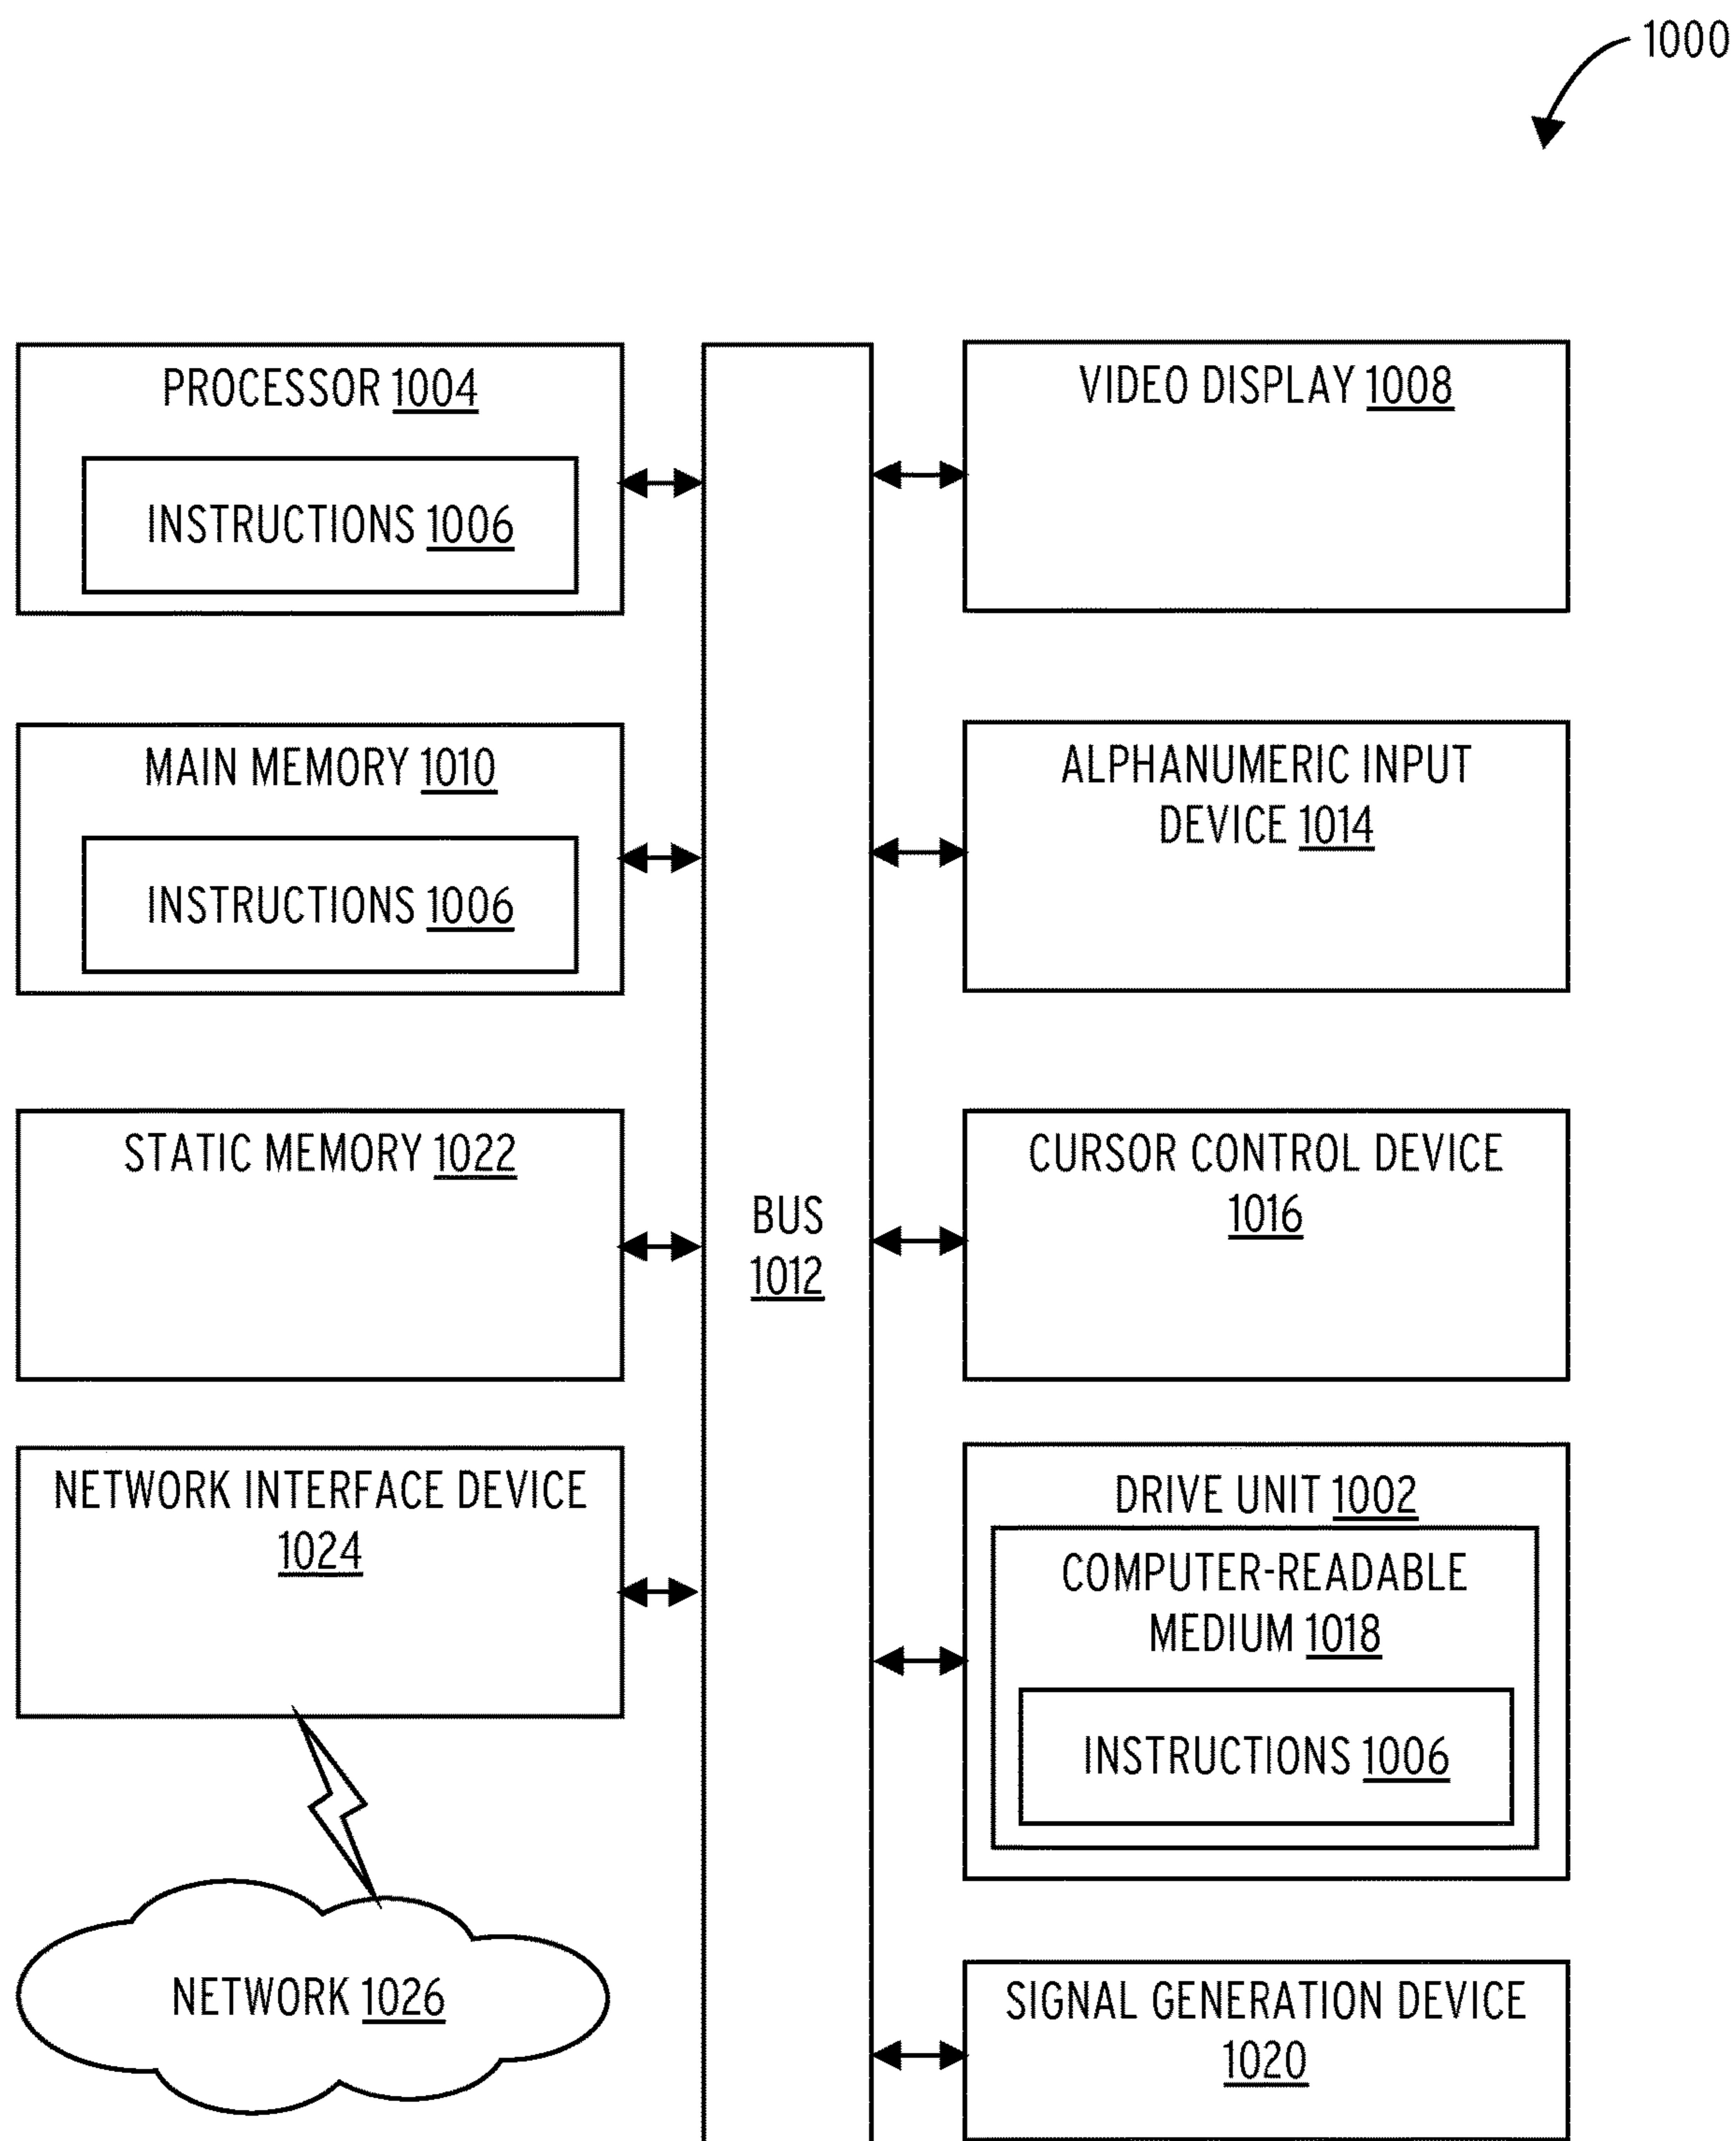 1000
PROCESSOR 1004
INSTRUCTIONS 1006
MAIN MEMORY 1010
INSTRUCTIONS 1006
STATIC MEMORY 1022
NETWORK INTERFACE DEVICE
1024
NETWORK 1026
BUS
1012
VIDEO DISPLAY 1008
ALPHANUMERIC INPUT
DEVICE 1014
CURSOR CONTROL DEVICE
1016
DRIVE UNIT 1002
COMPUTER-READABLE
MEDIUM 1018
INSTRUCTIONS 1006
SIGNAL GENERATION DEVICE
1020